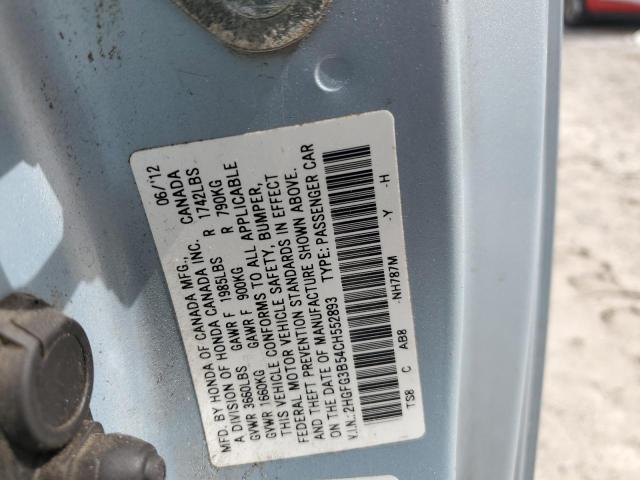 MFD. BY HONDA OF CANADA MFG., 06/'12
A DIVISION OF HONDA CANADA INC. CANADA
GVWR 3660LBS GAWR F 1985LBS R 1742LBS
GVWR 1660KG GAWR F 900KG R 790KG
THIS VEHICLE CONFORMS TO ALL APPLICABLE
FEDERAL MOTOR VEHICLE SAFETY, BUMPER,
AND THEFT PREVENTION STANDARDS IN EFFECT
ON THE DATE OF MANUFACTURE SHOWN ABOVE.
V.I.N.: 2HGFG3B54CH552893 TYPE: PASSENGER CAR
TS8 C AB8 -NH787M -Y -H